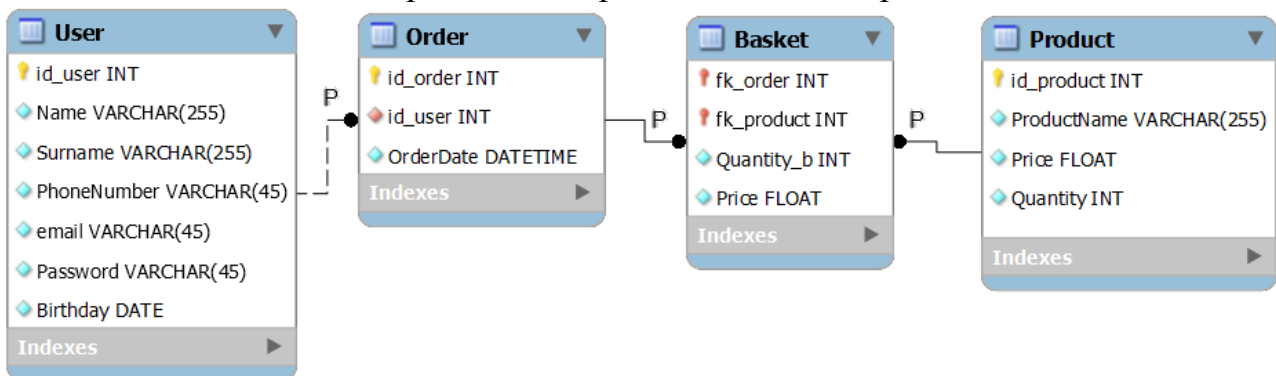 User
id_user INT
Name VARCHAR(255)
Surname VARCHAR(255)
PhoneNumber VARCHAR(45)
email VARCHAR(45)
Password VARCHAR(45)
Birthday DATE
Indexes
P
Order
id_order INT
id_user INT
OrderDate DATETIME
Indexes
P
Basket
fk_order INT
fk_product INT
Quantity_b INT
Price FLOAT
Indexes
P
Product
id_product INT
ProductName VARCHAR(255)
Price FLOAT
Quantity INT
Indexes